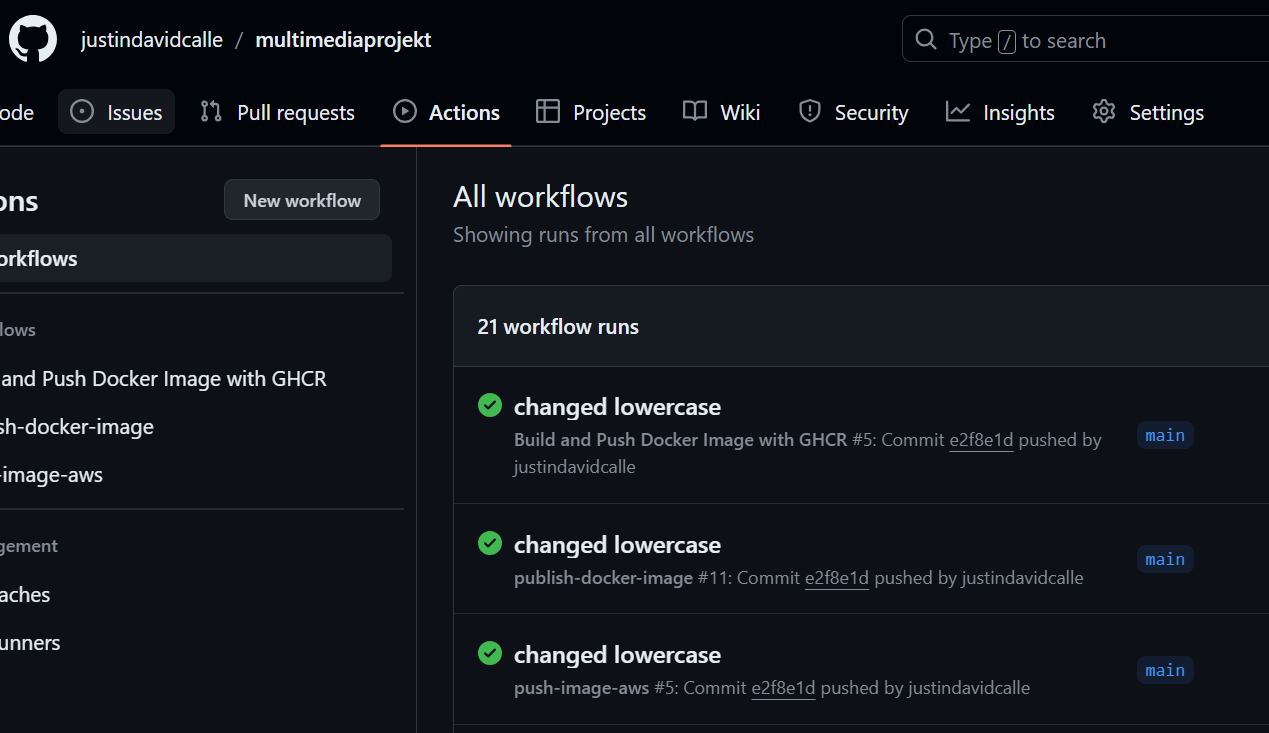 justindavidcalle / multimediaprojekt
Type / to search
ode Issues Pull requests Actions Projects Wiki Security Insights Settings
ons
New workflow
orkflows
lows
and Push Docker Image with GHCR
sh-docker-image
-image-aws
gement
aches
unners
All workflows
Showing runs from all workflows
21 workflow runs
changed lowercase
Build and Push Docker Image with GHCR #5: Commit e2f8e1d pushed by
justindavidcalle
main
changed lowercase
publish-docker-image #11: Commit e2f8e1d pushed by justindavidcalle
main
changed lowercase
push-image-aws #5: Commit e2f8e1d pushed by justindavidcalle
main